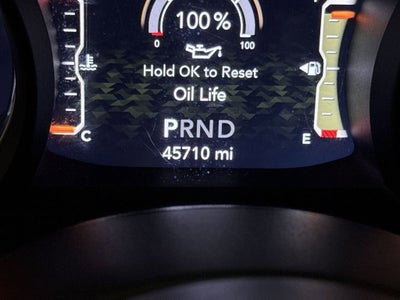 100 %
0 100
Hold OK to Reset
Oil Life
PRND
C E
45710 mi